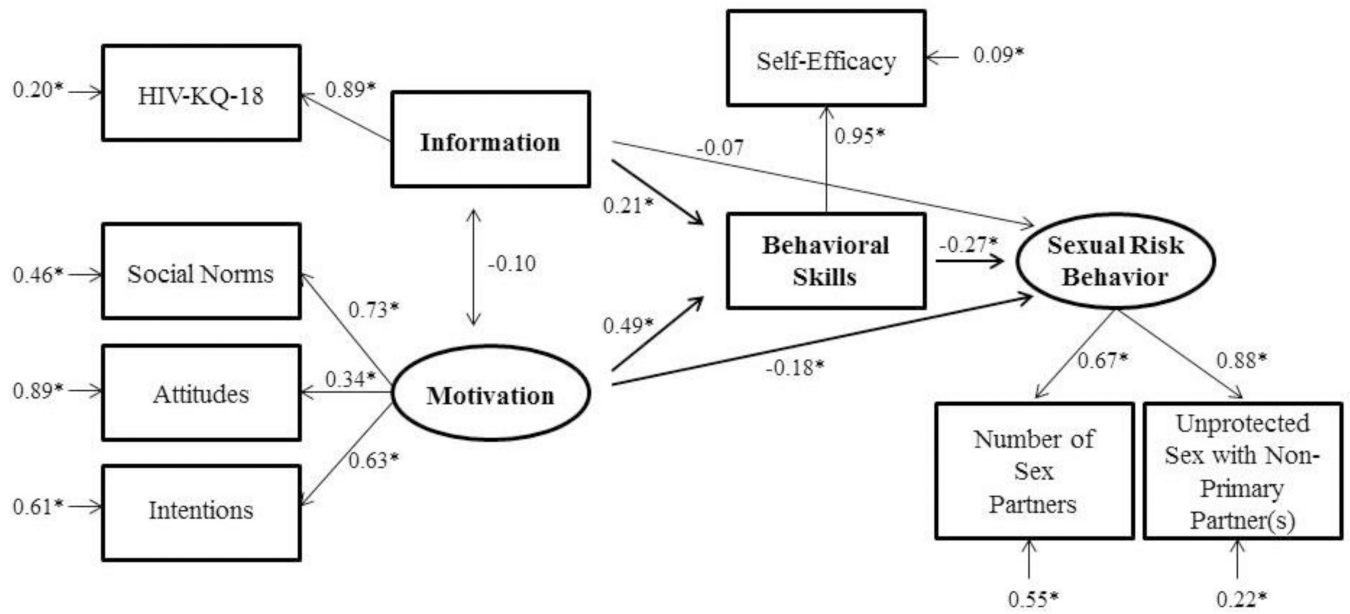 Self-Efficacy
0.09*
0.20*
HIV-KQ-18
0.89*
Information
0.95*
-0.07
0.21*
Behavioral
Skills
-0.27*
Sexual Risk
Behavior
0.46*
Social Norms
-0.10
0.73*
0.49*
-0.18*
0.67*
0.88*
0.89*
Attitudes
0.34*
Motivation
0.63*
0.61*
Intentions
Number of
Sex
Partners
Unprotected
Sex with Non-
Primary
Partner(s)
0.55*
0.22*